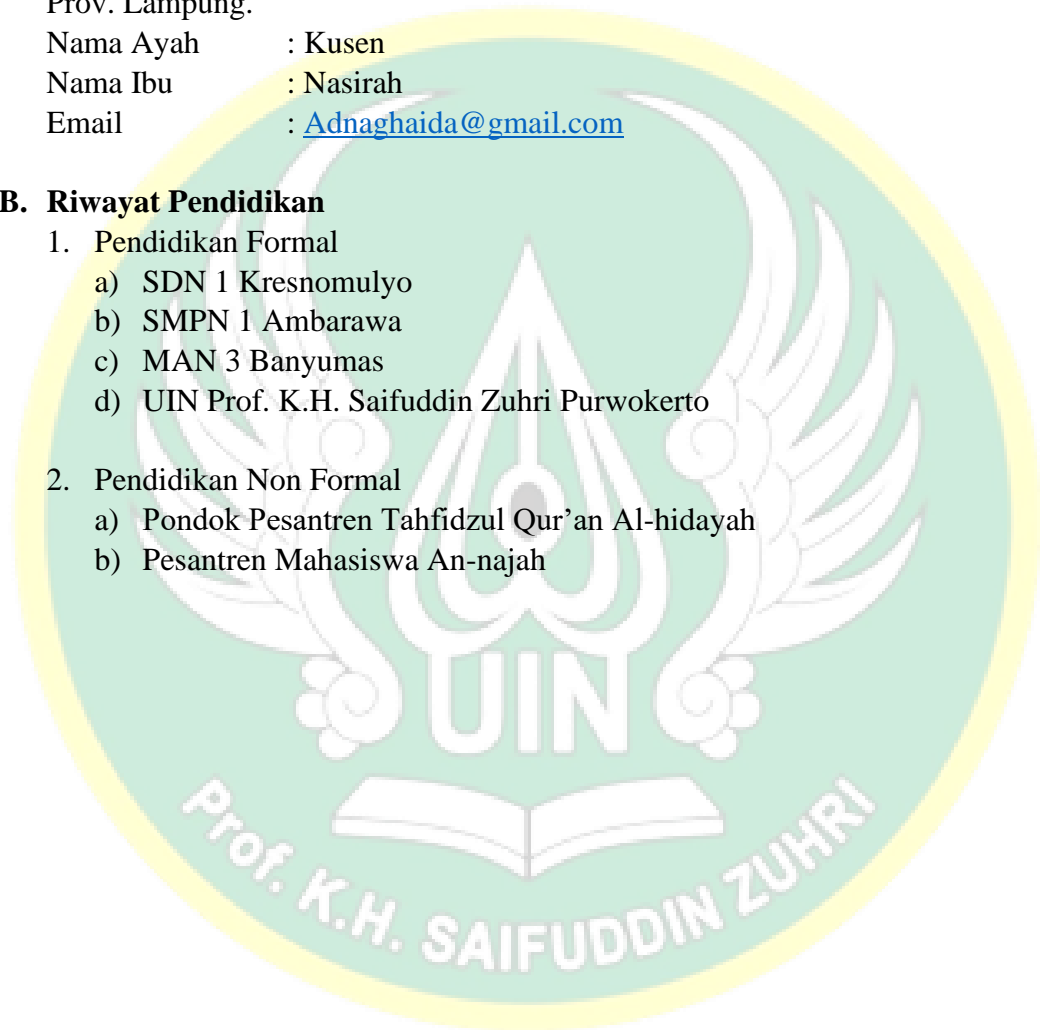 Prov. Lampung.
Nama Ayah : Kusen
Nama Ibu : Nasirah
Email : Adnaghaida@gmail.com
B. Riwayat Pendidikan
1. Pendidikan Formal
a) SDN 1 Kresnomulyo
b) SMPN 1 Ambarawa
c) MAN 3 Banyumas
d) UIN Prof. K.H. Saifuddin Zuhri Purwokerto
2. Pendidikan Non Formal
a) Pondok Pesantren Tahfidzul Qur’an Al-hidayah
b) Pesantren Mahasiswa An-najah
UIN
Prof. K.H. SAIFUDDIN ZUHRI